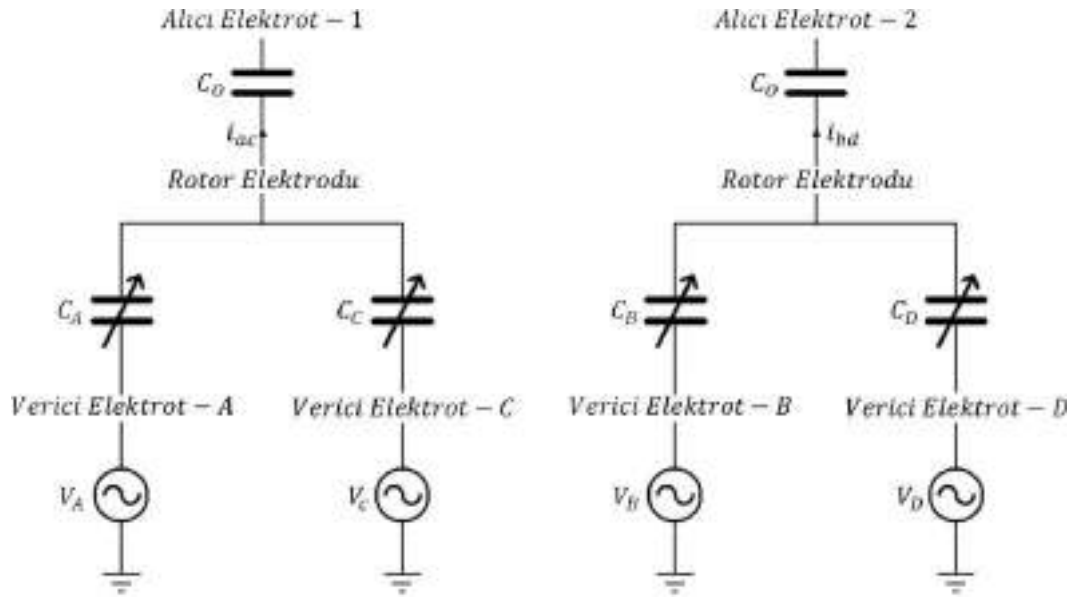 Alıcı Elektrot − 1
C_O
i_ac
Rotor Elektrodu
C_A
C_C
Verici Elektrot − A
Verici Elektrot − C
V_A
V_c
Alıcı Elektrot − 2
C_O
i_bd
Rotor Elektrodu
C_B
C_D
Verici Elektrot − B
Verici Elektrot − D
V_B
V_D